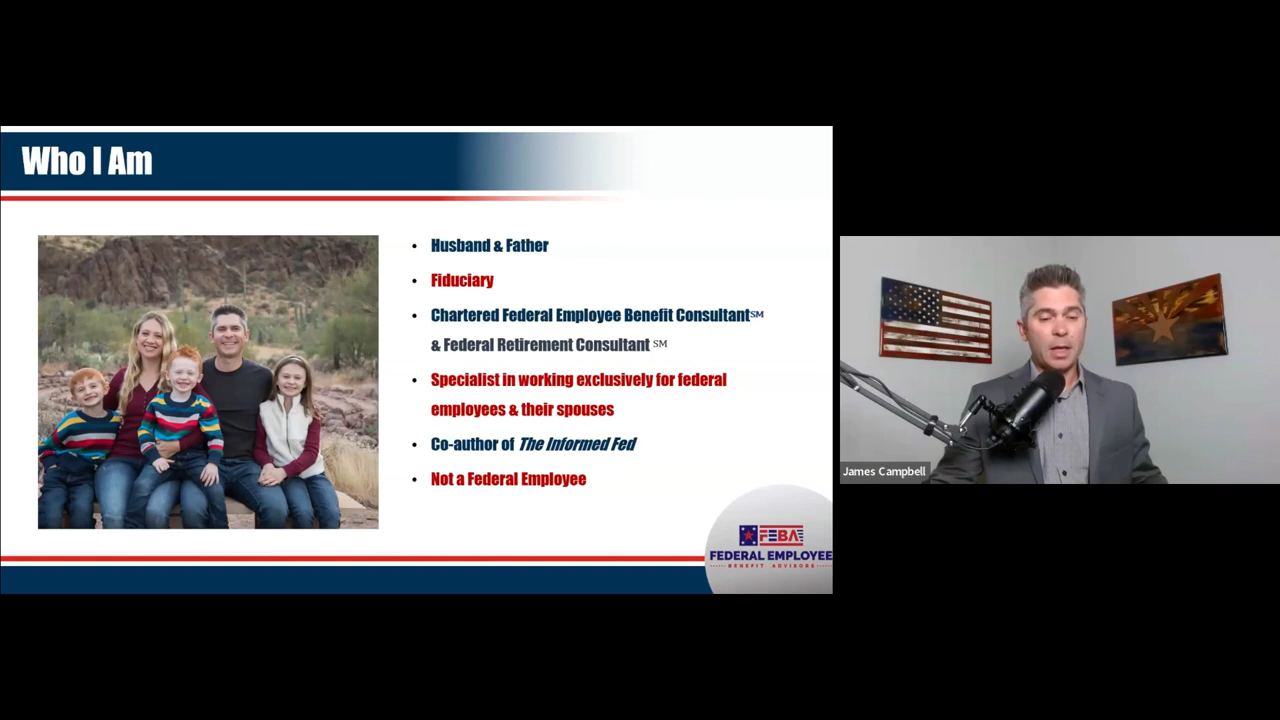 Who I Am
• Husband & Father
• Fiduciary
• Chartered Federal Employee Benefit Consultant℠
& Federal Retirement Consultant ℠
• Specialist in working exclusively for federal
employees & their spouses
• Co-author of The Informed Fed
• Not a Federal Employee
FEBA
FEDERAL EMPLOYEE
BENEFIT ADVISORS
James Campbell